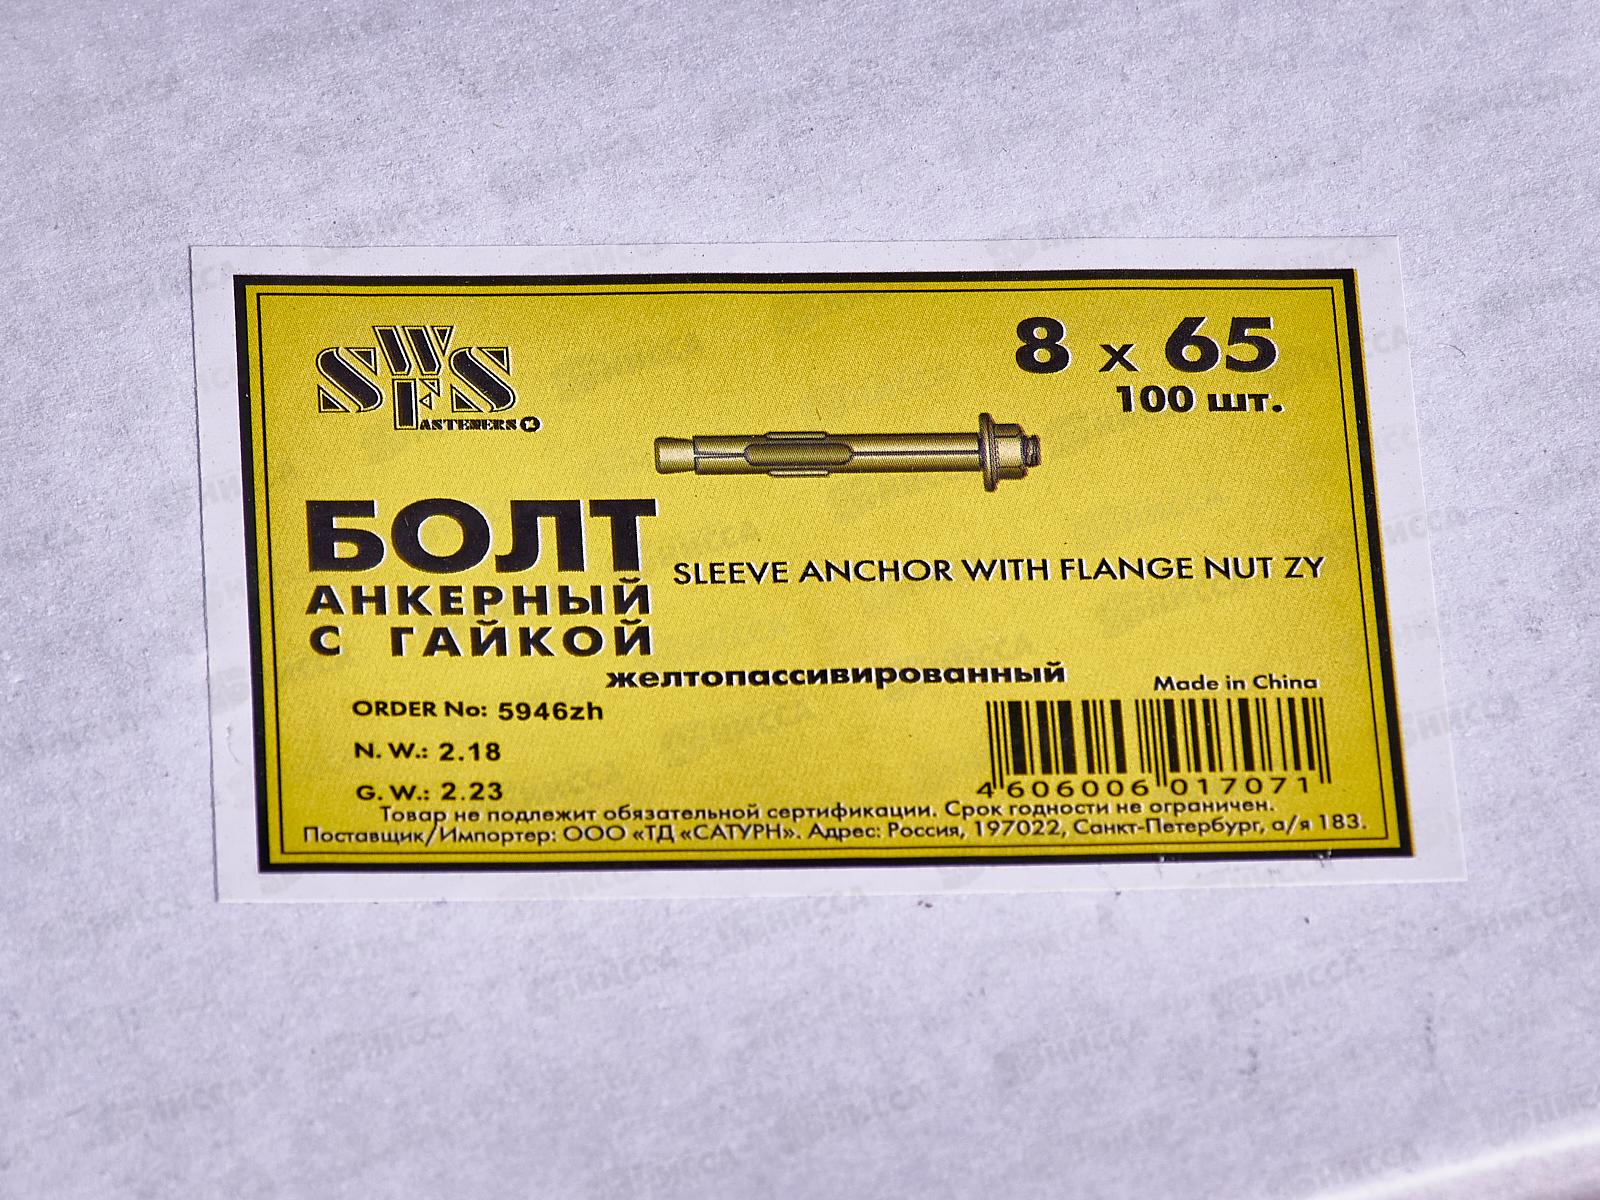 SWFS
FASTENERS
8 x 65
100 шт.
БОЛТ
АНКЕРНЫЙ
С ГАЙКОЙ
SLEEVE ANCHOR WITH FLANGE NUT ZY
желтопассивированный
Made in China
ORDER No: 5946zh
N. W.: 2.18
G. W.: 2.23
4 606006 017071
Товар не подлежит обязательной сертификации. Срок годности не ограничен.
Поставщик/Импортер: ООО «ТД «САТУРН». Адрес: Россия, 197022, Санкт-Петербург, а/я 183.